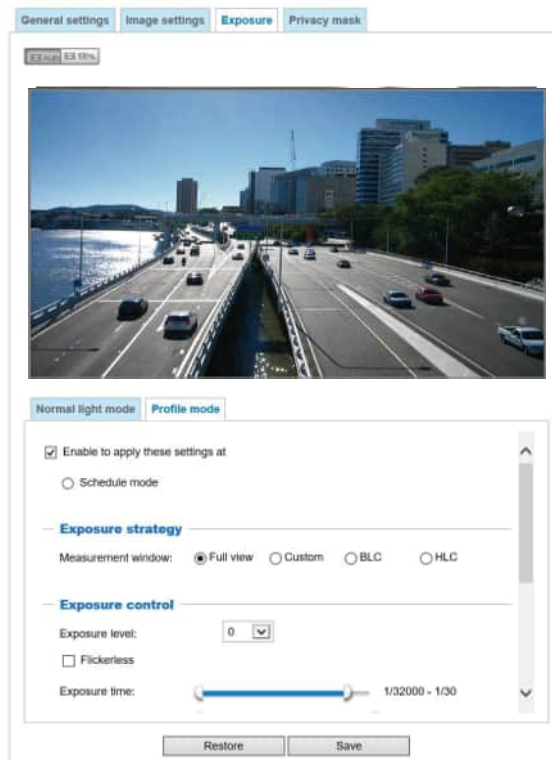 General settings Image settings Exposure Privacy mask
Auto 100%
Normal light mode Profile mode
Enable to apply these settings at
Schedule mode
Exposure strategy
Measurement window: Full view Custom BLC HLC
Exposure control
Exposure level: 0
Flickerless
Exposure time: 1/32000 - 1/30
Restore Save